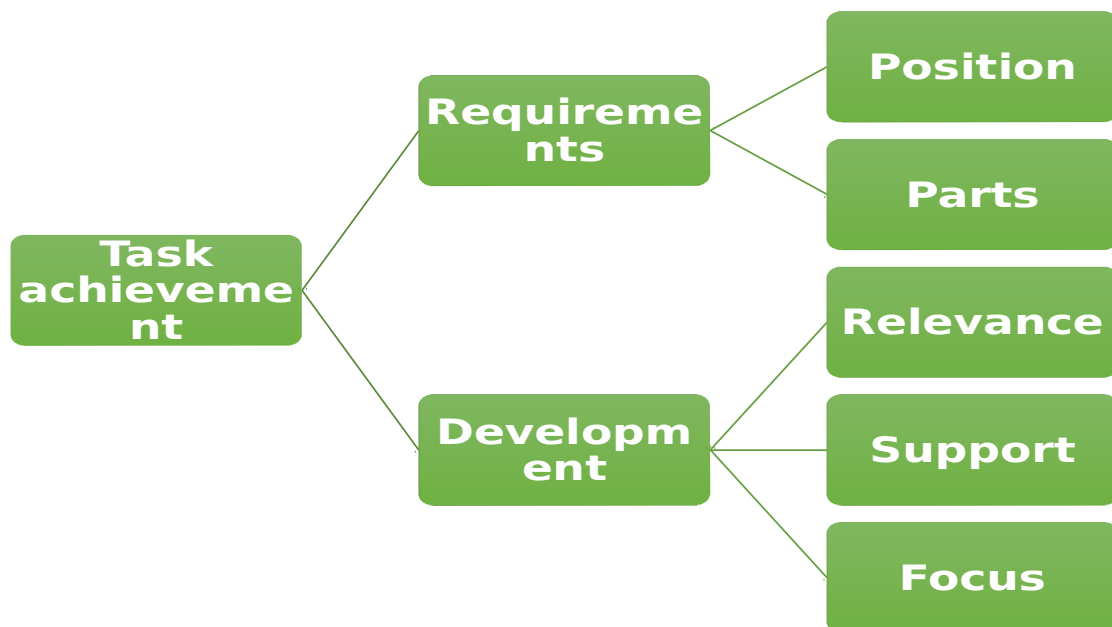 Task
achieveme
nt
Requireme
nts
Developm
ent
Position
Parts
Relevance
Support
Focus